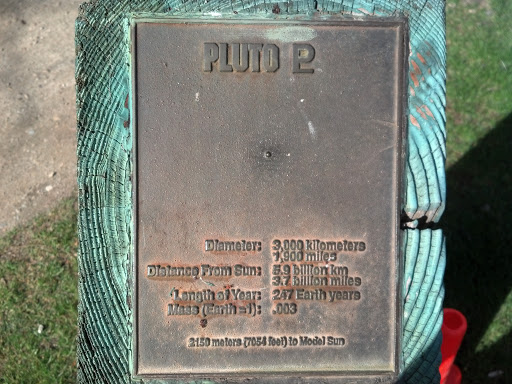 PLUTO ♇
Diameter: 3,000 kilometers
1,900 miles
Distance From Sun: 5.9 billion km
3.7 billion miles
Length of Year: 247 Earth years
Mass (Earth = 1): .003
2150 meters (7054 feet) to Model Sun